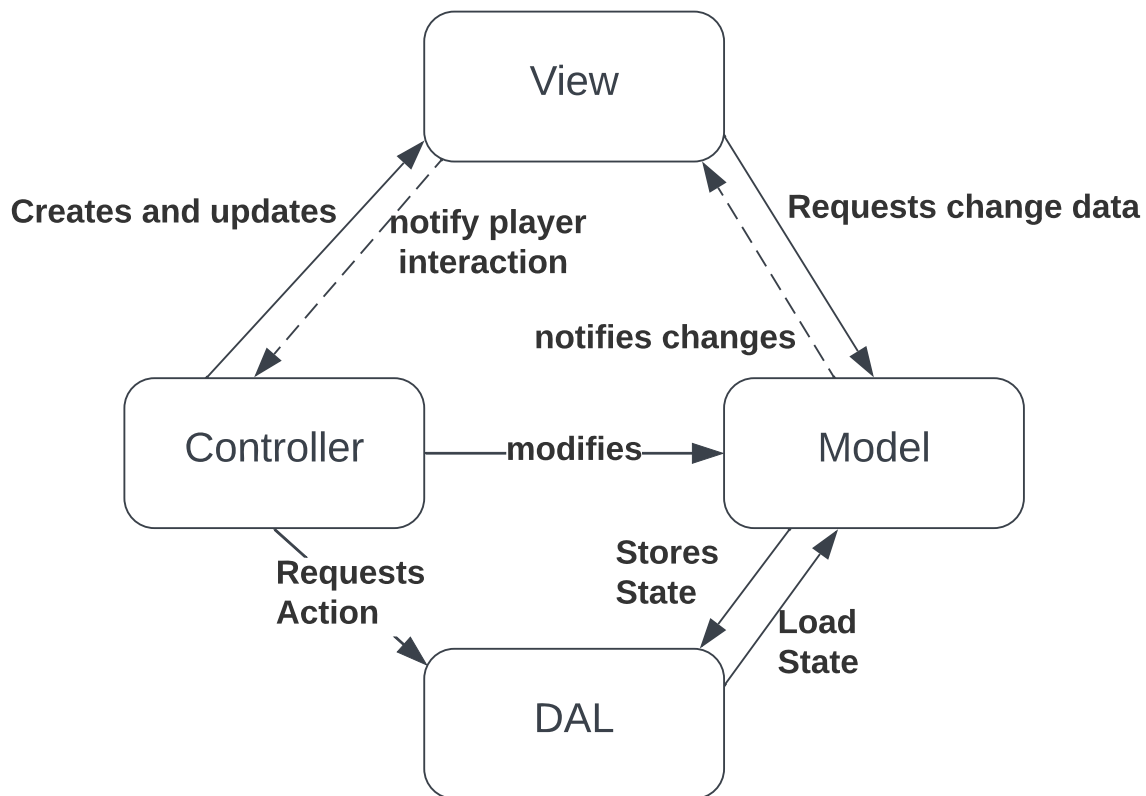 View
Creates and updates
Requests change data
notify player
interaction
notifies changes
Controller
modifies
Model
Stores
State
Requests
Action
Load
State
DAL